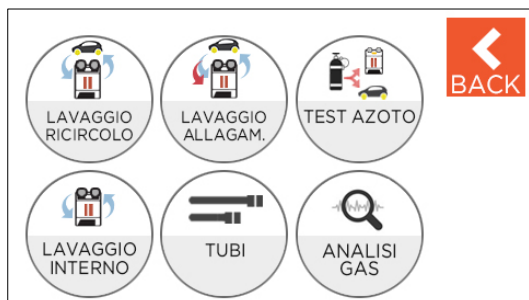 BACK
LAVAGGIO
RICIRCOLO
LAVAGGIO
ALLAGAM.
TEST AZOTO
LAVAGGIO
INTERNO
TUBI
ANALISI
GAS